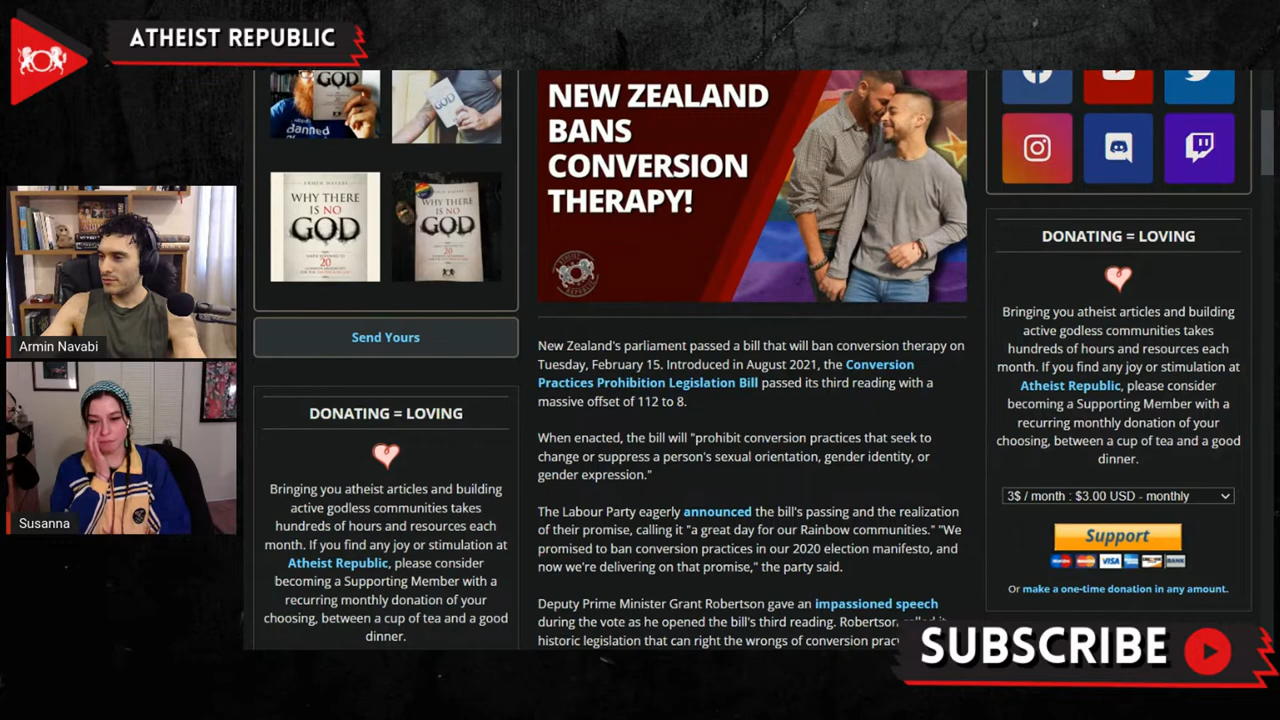 ATHEIST REPUBLIC
GOD
Banned
GOD
WHY THERE
IS NO
GOD
20
WHY THERE
IS NO
GOD
20
Send Yours
DONATING = LOVING
Bringing you atheist articles and building
active godless communities takes
hundreds of hours and resources each
month. If you find any joy or stimulation at
Atheist Republic, please consider
becoming a Supporting Member with a
recurring monthly donation of your
choosing, between a cup of tea and a good
dinner.
NEW ZEALAND
BANS
CONVERSION
THERAPY!
New Zealand's parliament passed a bill that will ban conversion therapy on
Tuesday, February 15. Introduced in August 2021, the Conversion
Practices Prohibition Legislation Bill passed its third reading with a
massive offset of 112 to 8.
When enacted, the bill will "prohibit conversion practices that seek to
change or suppress a person's sexual orientation, gender identity, or
gender expression."
The Labour Party eagerly announced the bill's passing and the realization
of their promise, calling it "a great day for our Rainbow communities." "We
promised to ban conversion practices in our 2020 election manifesto, and
now we're delivering on that promise," the party said.
Deputy Prime Minister Grant Robertson gave an impassioned speech
during the vote as he opened the bill's third reading. Robertson
historic legislation that can right the wrongs of conversion
DONATING = LOVING
Bringing you atheist articles and building
active godless communities takes
hundreds of hours and resources each
month. If you find any joy or stimulation at
Atheist Republic, please consider
becoming a Supporting Member with a
recurring monthly donation of your
choosing, between a cup of tea and a good
dinner.
3$ / month : $3.00 USD - monthly
Support
VISA
BANK
Or make a one-time donation in any amount.
Armin Navabi
Susanna
SUBSCRIBE